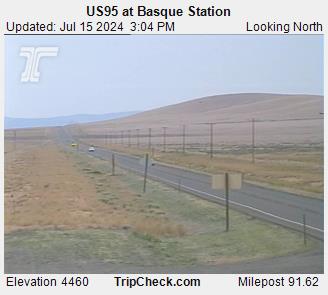 US95 at Basque Station
Updated: Jul 15 2024 3:04 PM Looking North
Elevation 4460 TripCheck.com Milepost 91.62